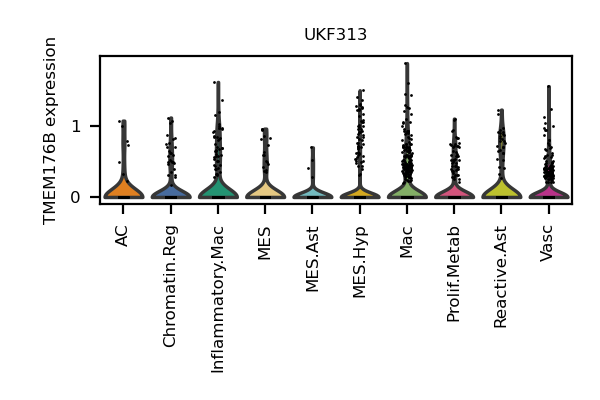 UKF313
TMEM176B expression
1
0
AC
Chromatin.Reg
Inflammatory.Mac
MES
MES.Ast
MES.Hyp
Mac
Prolif.Metab
Reactive.Ast
Vasc